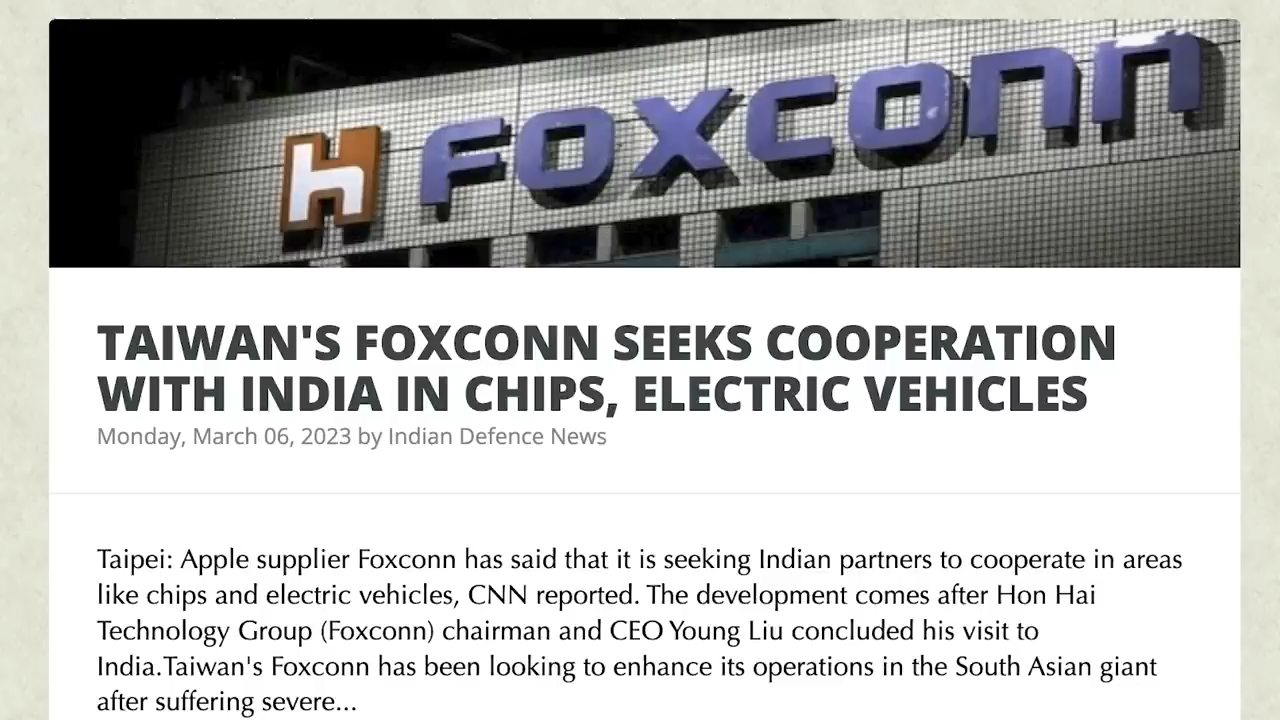 h FOXCONN
TAIWAN'S FOXCONN SEEKS COOPERATION
WITH INDIA IN CHIPS, ELECTRIC VEHICLES
Monday, March 06, 2023 by Indian Defence News
Taipei: Apple supplier Foxconn has said that it is seeking Indian partners to cooperate in areas
like chips and electric vehicles, CNN reported. The development comes after Hon Hai
Technology Group (Foxconn) chairman and CEO Young Liu concluded his visit to
India.Taiwan's Foxconn has been looking to enhance its operations in the South Asian giant
after suffering severe...